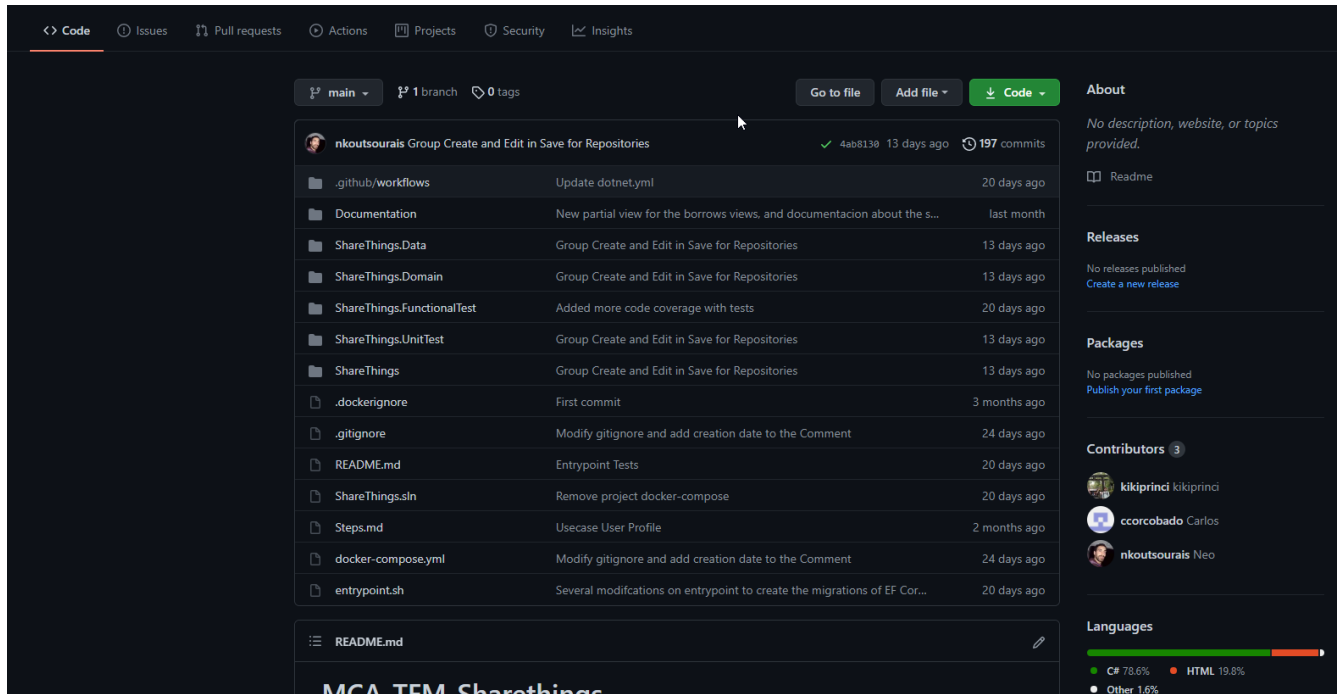 <> Code Issues Pull requests Actions Projects Security Insights
main 1 branch 0 tags Go to file Add file Code
nkoutsourais Group Create and Edit in Save for Repositories 4ab8130 13 days ago 197 commits
.github/workflows Update dotnet.yml 20 days ago
Documentation New partial view for the borrows views, and documentacion about the s... last month
ShareThings.Data Group Create and Edit in Save for Repositories 13 days ago
ShareThings.Domain Group Create and Edit in Save for Repositories 13 days ago
ShareThings.FunctionalTest Added more code coverage with tests 20 days ago
ShareThings.UnitTest Group Create and Edit in Save for Repositories 13 days ago
ShareThings Group Create and Edit in Save for Repositories 13 days ago
.dockerignore First commit 3 months ago
.gitignore Modify gitignore and add creation date to the Comment 24 days ago
README.md Entrypoint Tests 20 days ago
ShareThings.sln Remove project docker-compose 20 days ago
Steps.md Usecase User Profile 2 months ago
docker-compose.yml Modify gitignore and add creation date to the Comment 24 days ago
entrypoint.sh Several modifcations on entrypoint to create the migrations of EF Cor... 20 days ago
README.md
MCA-TFM-Sharethings
About
No description, website, or topics
provided.
Readme
Releases
No releases published
Create a new release
Packages
No packages published
Publish your first package
Contributors 3
kikiprinci kikiprinci
ccorcobado Carlos
nkoutsourais Neo
Languages
C# 78.6% HTML 19.8%
Other 1.6%